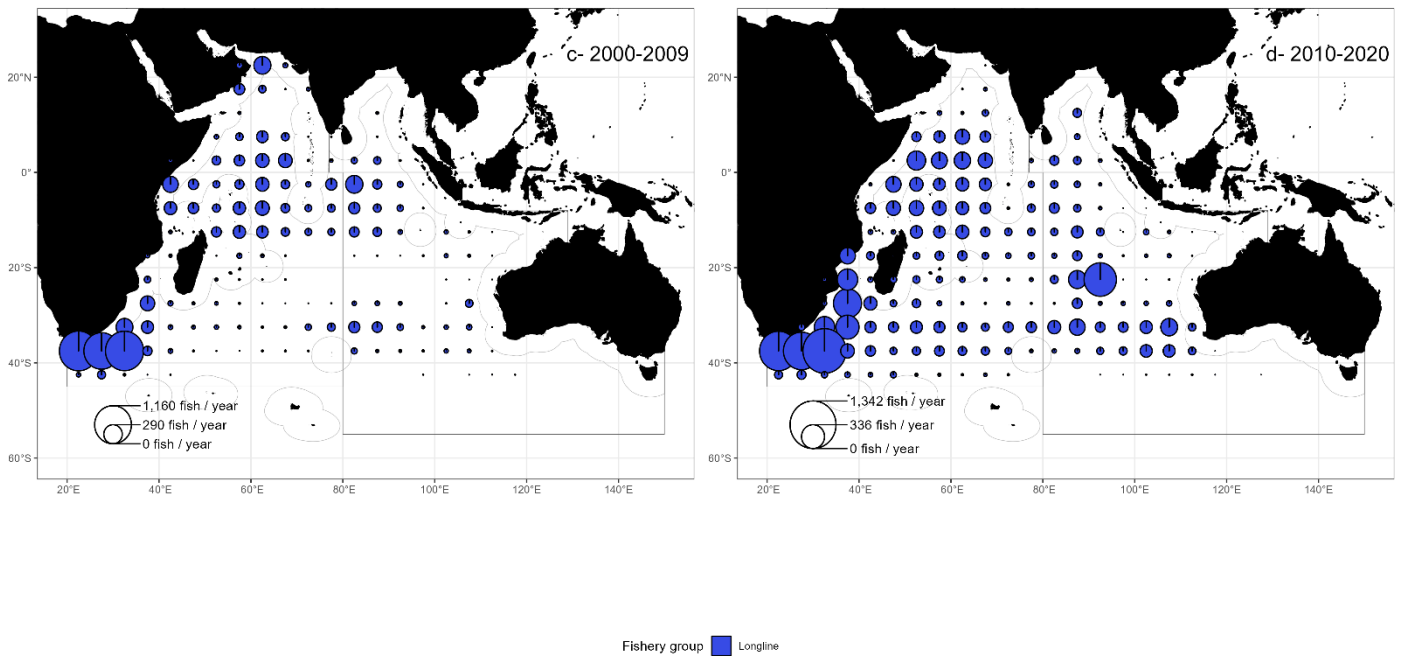 c- 2000-2009
20°N
0°
20°S
40°S
60°S
1,160 fish / year
290 fish / year
0 fish / year
20°E 40°E 60°E 80°E 100°E 120°E 140°E
d- 2010-2020
20°N
0°
20°S
40°S
60°S
1,342 fish / year
336 fish / year
0 fish / year
20°E 40°E 60°E 80°E 100°E 120°E 140°E
Fishery group Longline